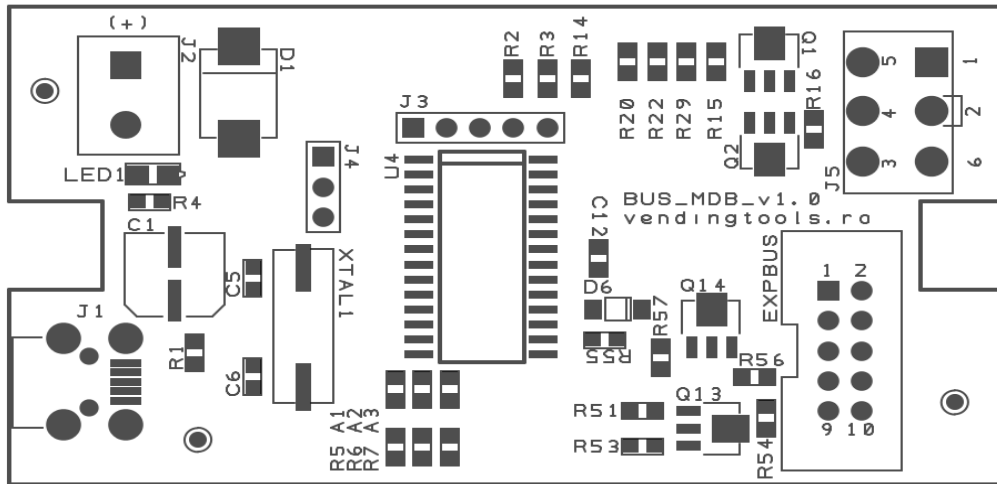 (+)
J2
D1
R2
R3
R14
Q1
R16
5
1
4
2
3
6
J5
J3
R20
R22
R29
R15
Q2
J4
U4
LED1
R4
C1
BUS_MDB_v1.0
vendingtools.ro
C12
XTAL1
C5
J1
R1
C6
D6
R55
R57
Q14
EXPBUS
1 2
R56
Q13
R51
R53
R54
9 10
A1
A2
A3
R5
R6
R7